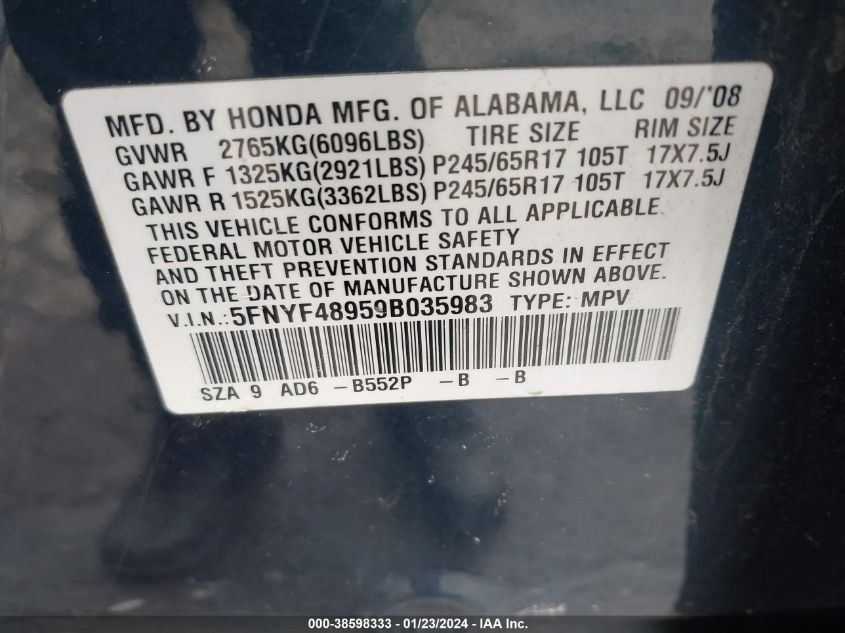 MFD. BY HONDA MFG. OF ALABAMA, LLC 09/'08
GVWR 2765KG(6096LBS) TIRE SIZE RIM SIZE
GAWR F 1325KG(2921LBS) P245/65R17 105T 17X7.5J
GAWR R 1525KG(3362LBS) P245/65R17 105T 17X7.5J
THIS VEHICLE CONFORMS TO ALL APPLICABLE
FEDERAL MOTOR VEHICLE SAFETY
AND THEFT PREVENTION STANDARDS IN EFFECT
ON THE DATE OF MANUFACTURE SHOWN ABOVE.
V.I.N.:5FNYF48959B035983 TYPE: MPV
SZA 9 AD6 -B552P -B -B
000-38598333 - 01/23/2024 - IAA Inc.